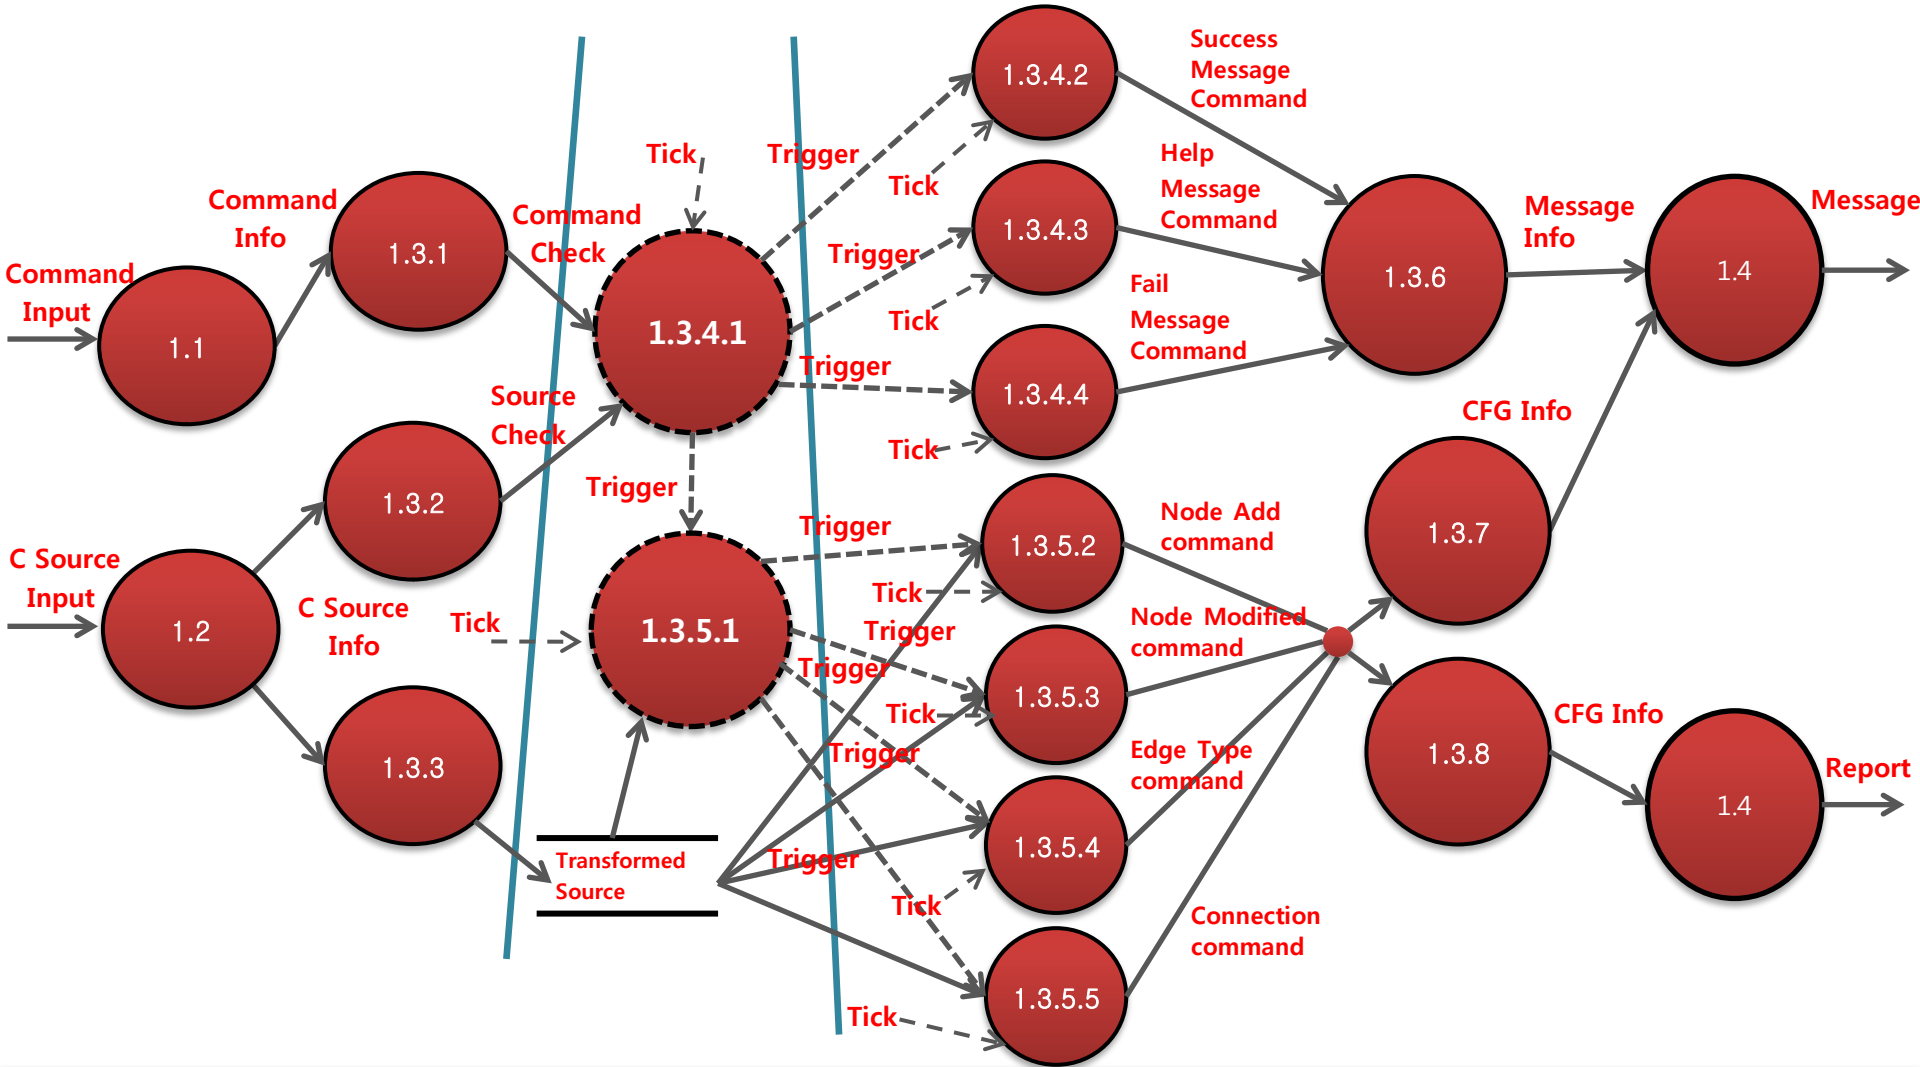 Command
Input
1.1
Command
Info
1.3.1
Command
Check
C Source
Input
1.2
1.3.2
Source
Check
C Source
Info
1.3.3
Tick
1.3.4.1
Trigger
Tick
1.3.5.1
Transformed
Source
Trigger
Tick
1.3.4.2
Trigger
Tick
1.3.4.3
Trigger
Tick
1.3.4.4
Trigger
Tick
1.3.5.2
Trigger
Trigger
Tick
1.3.5.3
Trigger
1.3.5.4
Trigger
Tick
1.3.5.5
Tick
Success
Message
Command
Help
Message
Command
Fail
Message
Command
1.3.6
Message
Info
1.4
Message
Node Add
command
Node Modified
command
Edge Type
command
Connection
command
CFG Info
1.3.7
1.3.8
CFG Info
1.4
Report